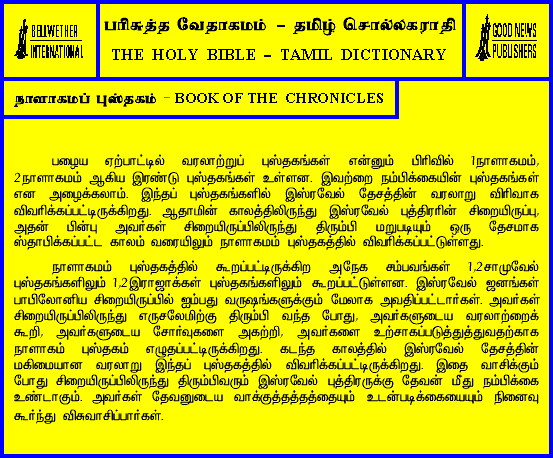 BELLWETHER
INTERNATIONAL
பரிசுத்த வேதாகமம் - தமிழ் சொல்லகராதி
THE HOLY BIBLE - TAMIL DICTIONARY
GOOD NEWS
PUBLISHERS
நாளாகமப் புஸ்தகம் - BOOK OF THE CHRONICLES
பழைய ஏற்பாட்டில் வரலாற்றுப் புஸ்தகங்கள் என்னும் பிரிவில் 1நாளாகமம்,
2நாளாகமம் ஆகிய இரண்டு புஸ்தகங்கள் உள்ளன. இவற்றை நம்பிக்கையின் புஸ்தகங்கள்
என அழைக்கலாம். இந்தப் புஸ்தகங்களில் இஸ்ரவேல் தேசத்தின் வரலாறு விரிவாக
விவரிக்கப்பட்டிருக்கிறது. ஆதாமின் காலத்திலிருந்து இஸ்ரவேல் புத்திரரின் சிறையிருப்பு,
அதன் பின்பு அவர்கள் சிறையிருப்பிலிருந்து திரும்பி மறுபடியும் ஒரு தேசமாக
ஸ்தாபிக்கப்பட்ட காலம் வரையிலும் நாளாகமம் புஸ்தகத்தில் விவரிக்கப்பட்டுள்ளது.
நாளாகமம் புஸ்தகத்தில் கூறப்பட்டிருக்கிற அநேக சம்பவங்கள் 1,2சாமுவேல்
புஸ்தகங்களிலும் 1,2இராஜாக்கள் புஸ்தகங்களிலும் கூறப்பட்டுள்ளன. இஸ்ரவேல் ஜனங்கள்
பாபிலோனிய சிறையிருப்பில் ஐம்பது வருஷங்களுக்கும் மேலாக அவதிப்பட்டார்கள். அவர்கள்
சிறையிருப்பிலிருந்து எருசலேமிற்கு திரும்பி வந்த போது, அவர்களுடைய வரலாற்றைக்
கூறி, அவர்களுடைய சோர்வுகளை அகற்றி, அவர்களை உற்சாகப்படுத்துத்துவதற்காக
நாளாகம் புஸ்தகம் எழுதப்பட்டிருக்கிறது. கடந்த காலத்தில் இஸ்ரவேல் தேசத்தின்
மகிமையான வரலாறு இந்தப் புஸ்தகத்தில் விவரிக்கப்பட்டிருக்கிறது. இதை வாசிக்கும்
போது சிறையிருப்பிலிருந்து திரும்பிவரும் இஸ்ரவேல் புத்திரருக்கு தேவன் மீது நம்பிக்கை
உண்டாகும். அவர்கள் தேவனுடைய வாக்குத்தத்தத்தையும் உடன்படிக்கையையும் நினைவு
கூர்ந்து விசுவாசிப்பார்கள்.